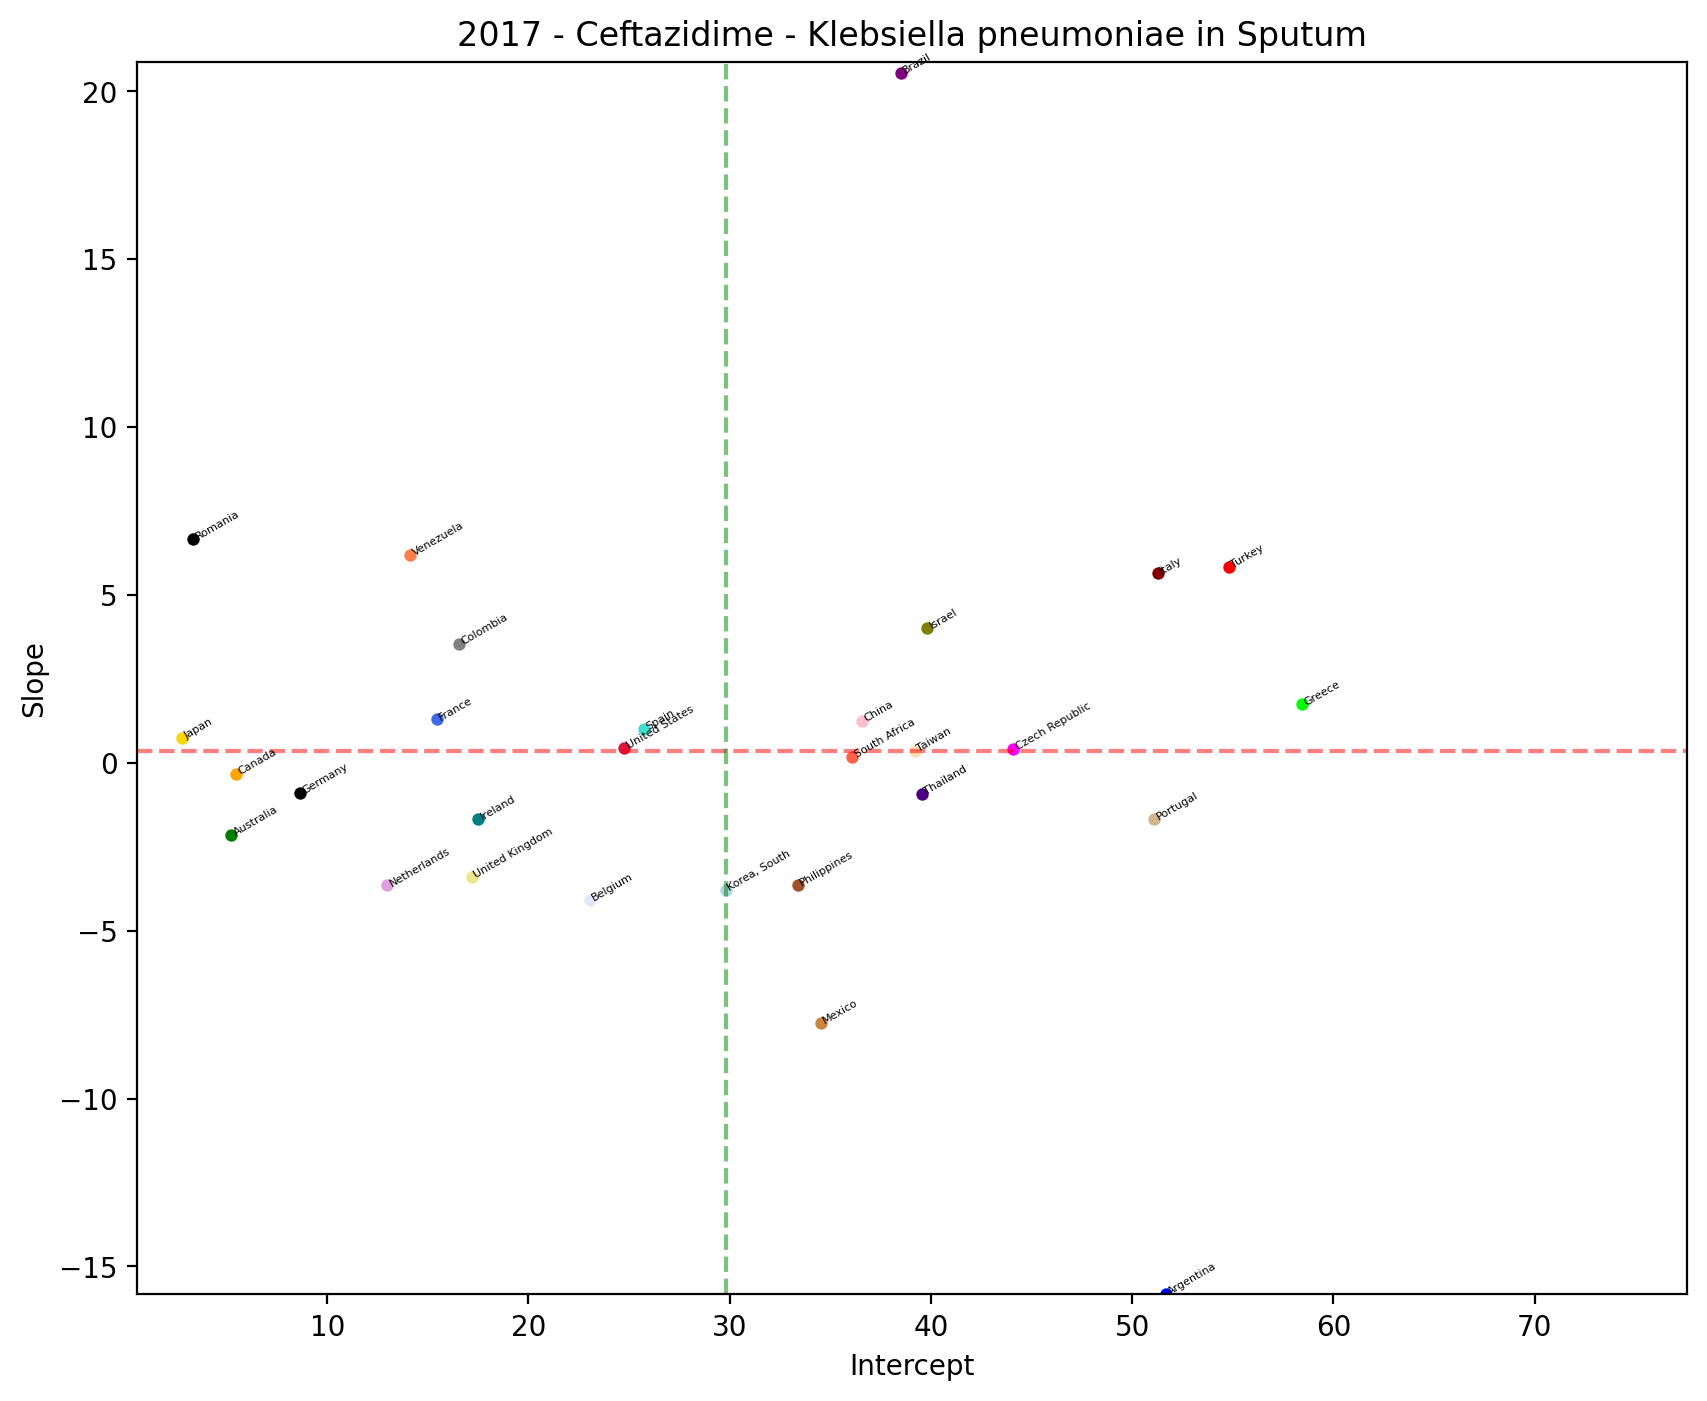 2017 - Ceftazidime - Klebsiella pneumoniae in Sputum
Brazil
20
15
10
Romania
Venezuela
Italy
Turkey
5
Israel
Colombia
Slope
Greece
France
China
Spain
United States
Japan
South Africa
Taiwan
Czech Republic
0
Canada
Germany
Thailand
Australia
Ireland
Portugal
Netherlands
United Kingdom
Belgium
Korea, South
Philippines
−5
Mexico
−10
−15
Argentina
10 20 30 40 50 60 70
Intercept